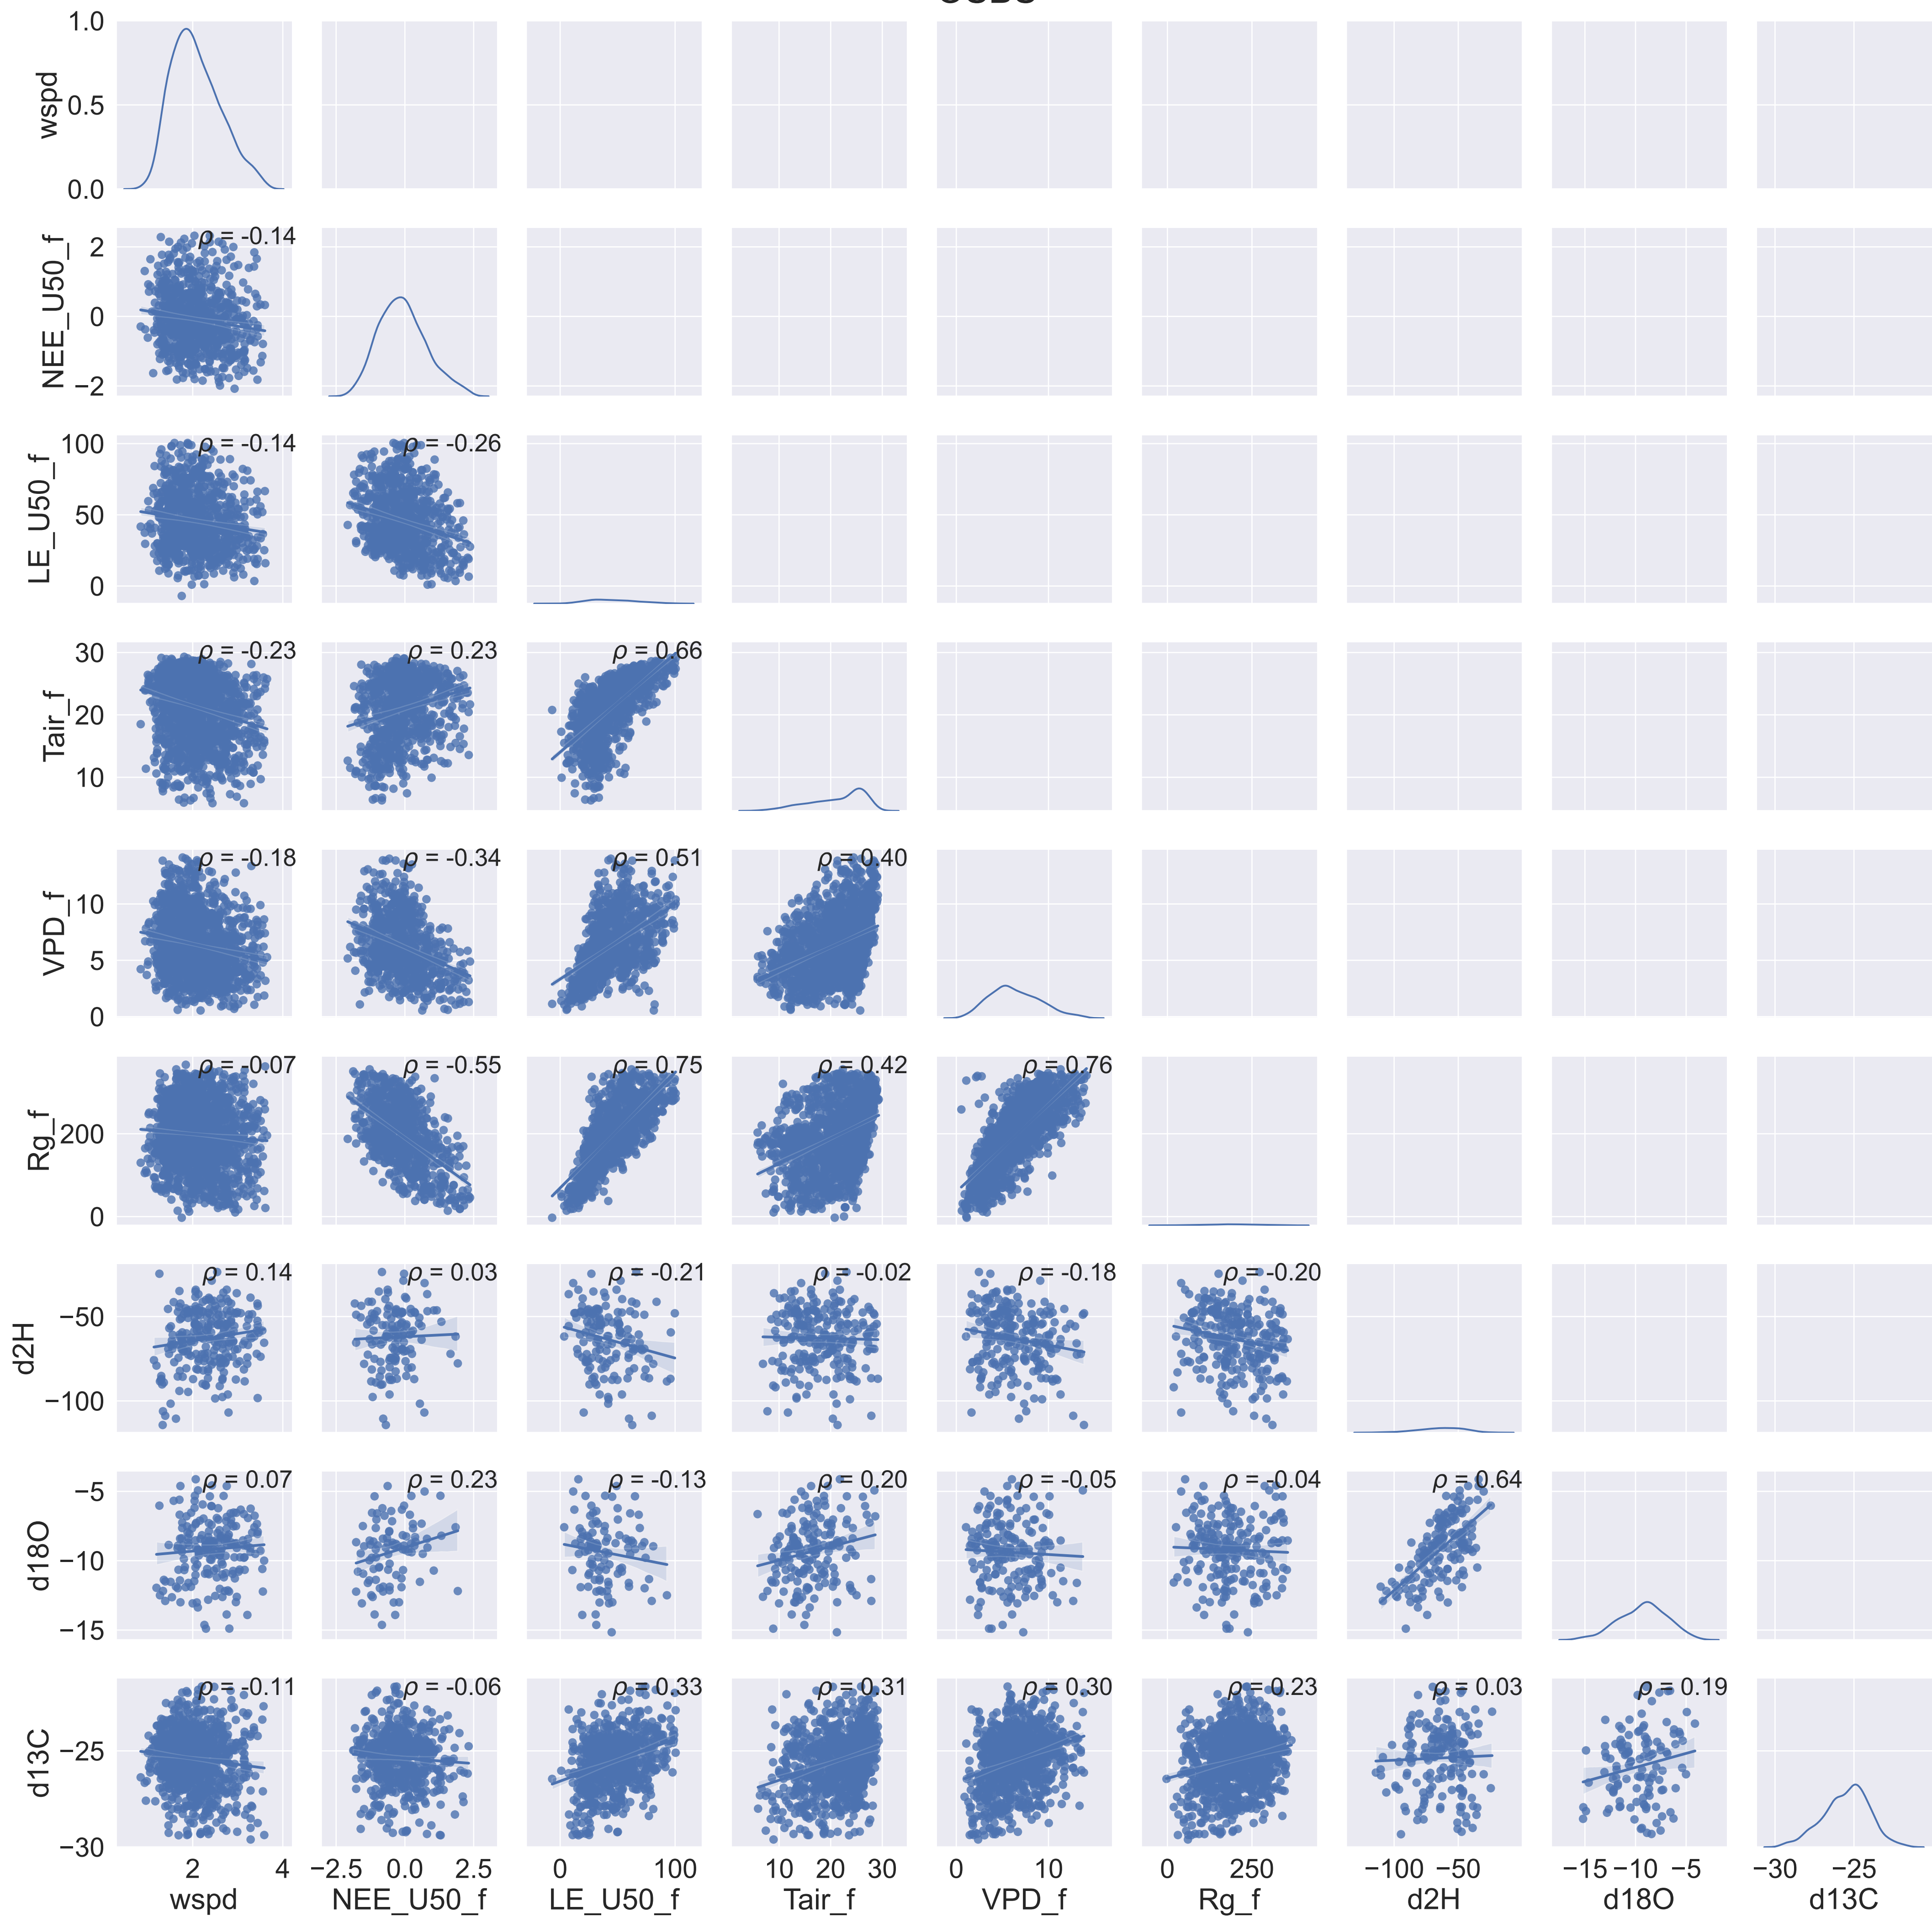 1.0
0.5
0.0
wspd
ρ = -0.14
2
0
−2
NEE_U50_f
ρ = -0.14 ρ = -0.26
100
50
0
LE_U50_f
ρ = -0.23 ρ = 0.23 ρ = 0.66
30
20
10
Tair_f
ρ = -0.18 ρ = -0.34 ρ = 0.51 ρ = 0.40
10
5
0
VPD_f
ρ = -0.07 ρ = -0.55 ρ = 0.75 ρ = 0.42 ρ = 0.76
200
0
Rg_f
ρ = 0.14 ρ = 0.03 ρ = -0.21 ρ = -0.02 ρ = -0.18 ρ = -0.20
−50
−100
d2H
ρ = 0.07 ρ = 0.23 ρ = -0.13 ρ = 0.20 ρ = -0.05 ρ = -0.04 ρ = 0.64
−5
−10
−15
d18O
ρ = -0.11 ρ = -0.06 ρ = 0.33 ρ = 0.31 ρ = 0.30 ρ = 0.23 ρ = 0.03 ρ = 0.19
−25
−30
d13C
2 4 −2.5 0.0 2.5 0 100 10 20 30 0 10 0 250 −100 −50 −15 −10 −5 −30 −25
wspd NEE_U50_f LE_U50_f Tair_f VPD_f Rg_f d2H d18O d13C